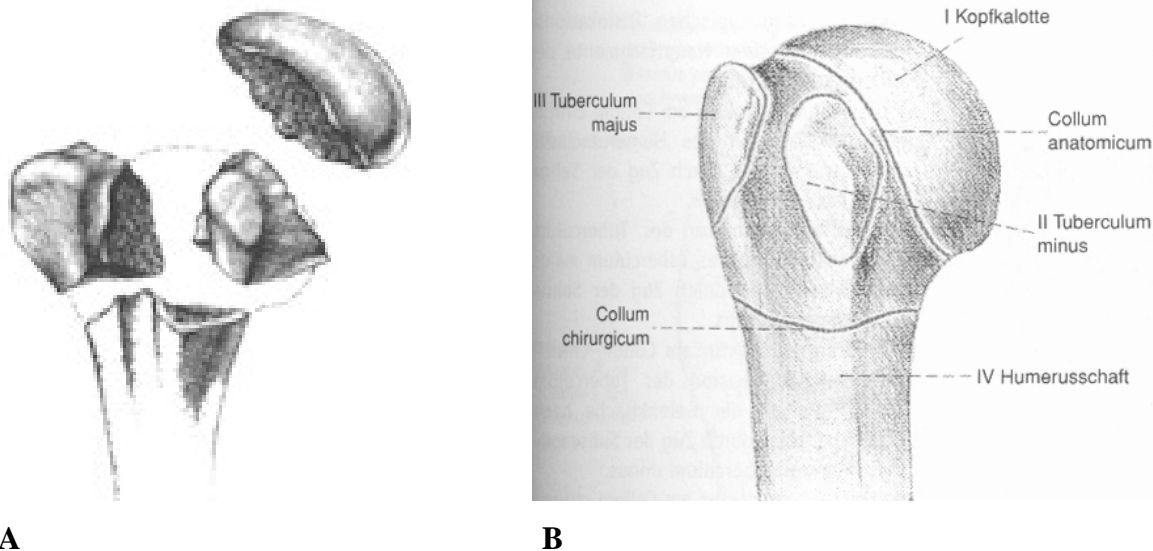 I Kopfkalotte
III Tuberculum
majus
Collum
anatomicum
II Tuberculum
minus
Collum
chirurgicum
IV Humerusschaft
A
B